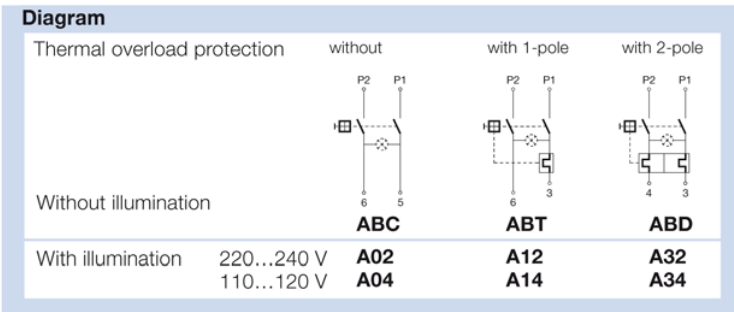 Diagram
Thermal overload protection without with 1-pole with 2-pole
P2 P1 P2 P1 P2 P1
6 5 6 3 4 3
Without illumination
ABC ABT ABD
With illumination 220...240 V A02 A12 A32
110...120 V A04 A14 A34